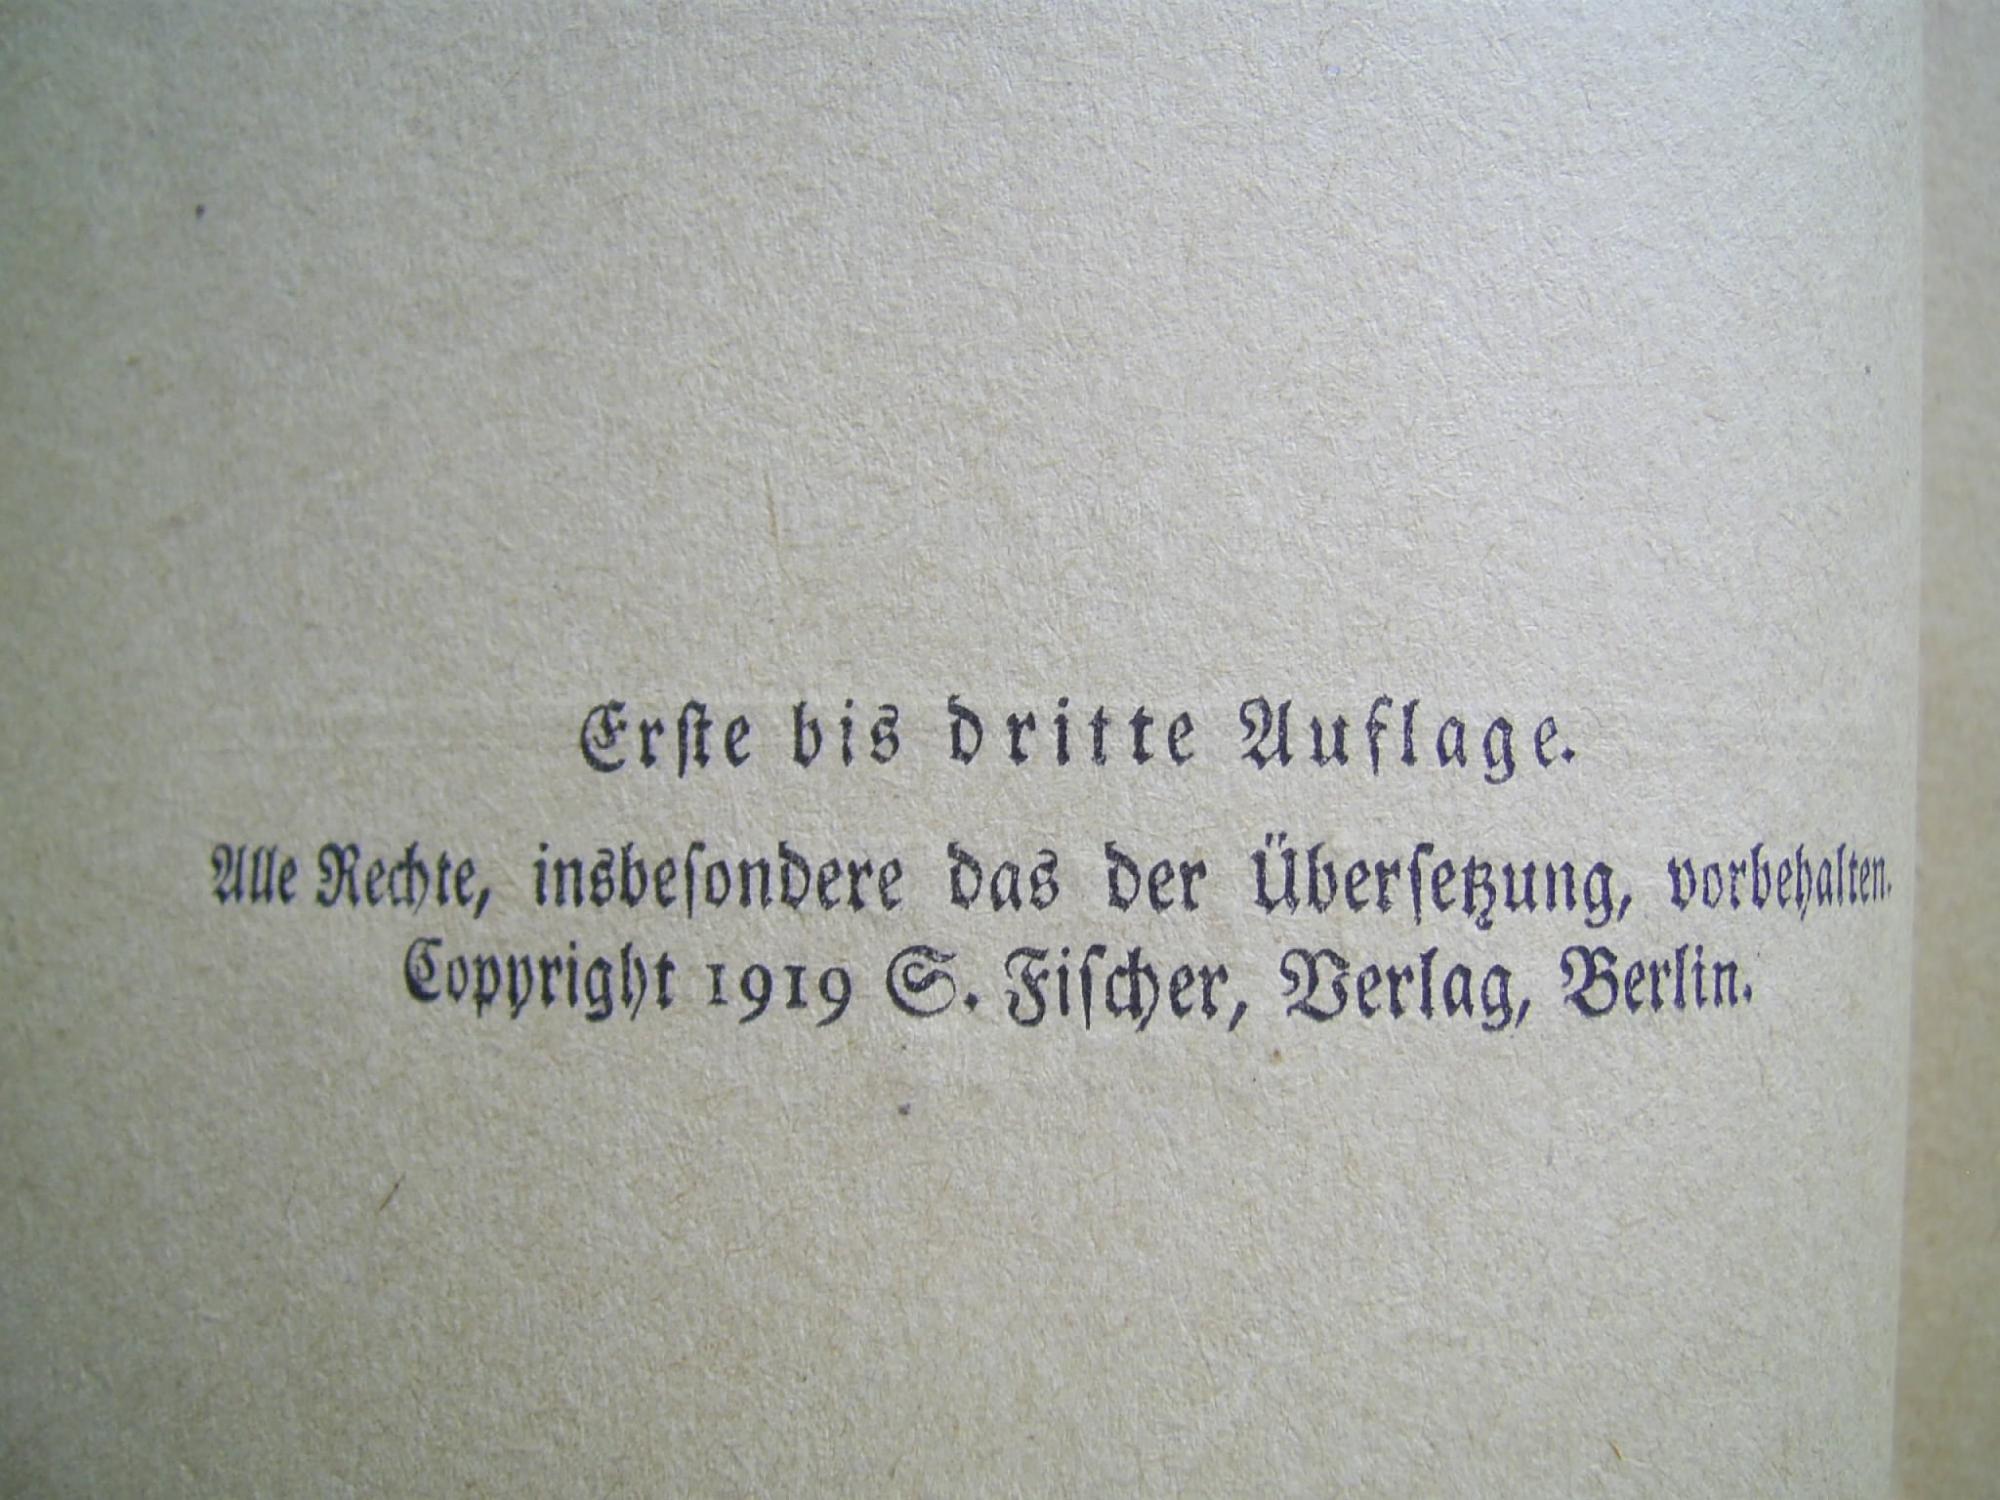 Erſte bis dritte Auflage.
Alle Rechte, insbeſondere das der Überſetzung, vorbehalten.
Copyright 1919 S. Fiſcher, Verlag, Berlin.